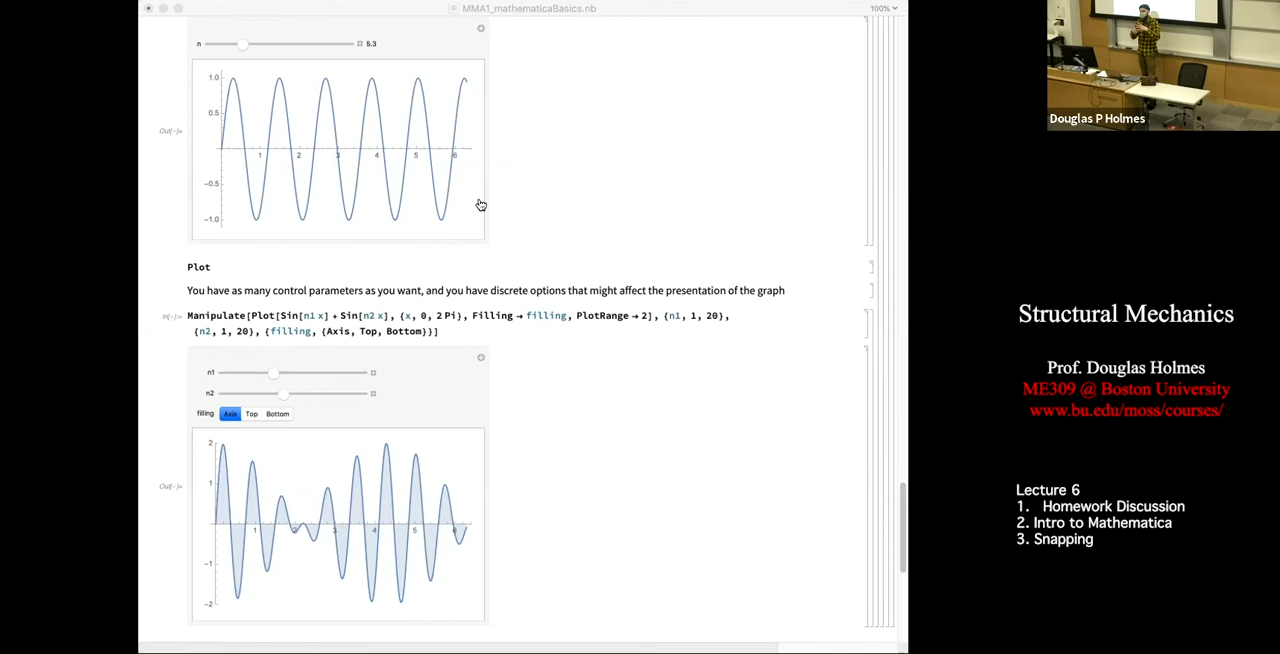 MMA1_mathematicaBasics.nb
100%
n
5.3
1.0
0.5
-0.5
-1.0
1 2 3 4 5 6
Out[-]=
Plot
You have as many control parameters as you want, and you have discrete options that might affect the presentation of the graph
In[-]:= Manipulate[Plot[Sin[n1 x] + Sin[n2 x], {x, 0, 2 Pi}, Filling → filling, PlotRange → 2], {n1, 1, 20},
{n2, 1, 20}, {filling, {Axis, Top, Bottom}}]
n1
n2
filling Axis Top Bottom
2
1
-1
-2
1 2 3 4 5 6
Out[-]=
Douglas P Holmes
Structural Mechanics
Prof. Douglas Holmes
ME309 @ Boston University
www.bu.edu/moss/courses/
Lecture 6
1. Homework Discussion
2. Intro to Mathematica
3. Snapping